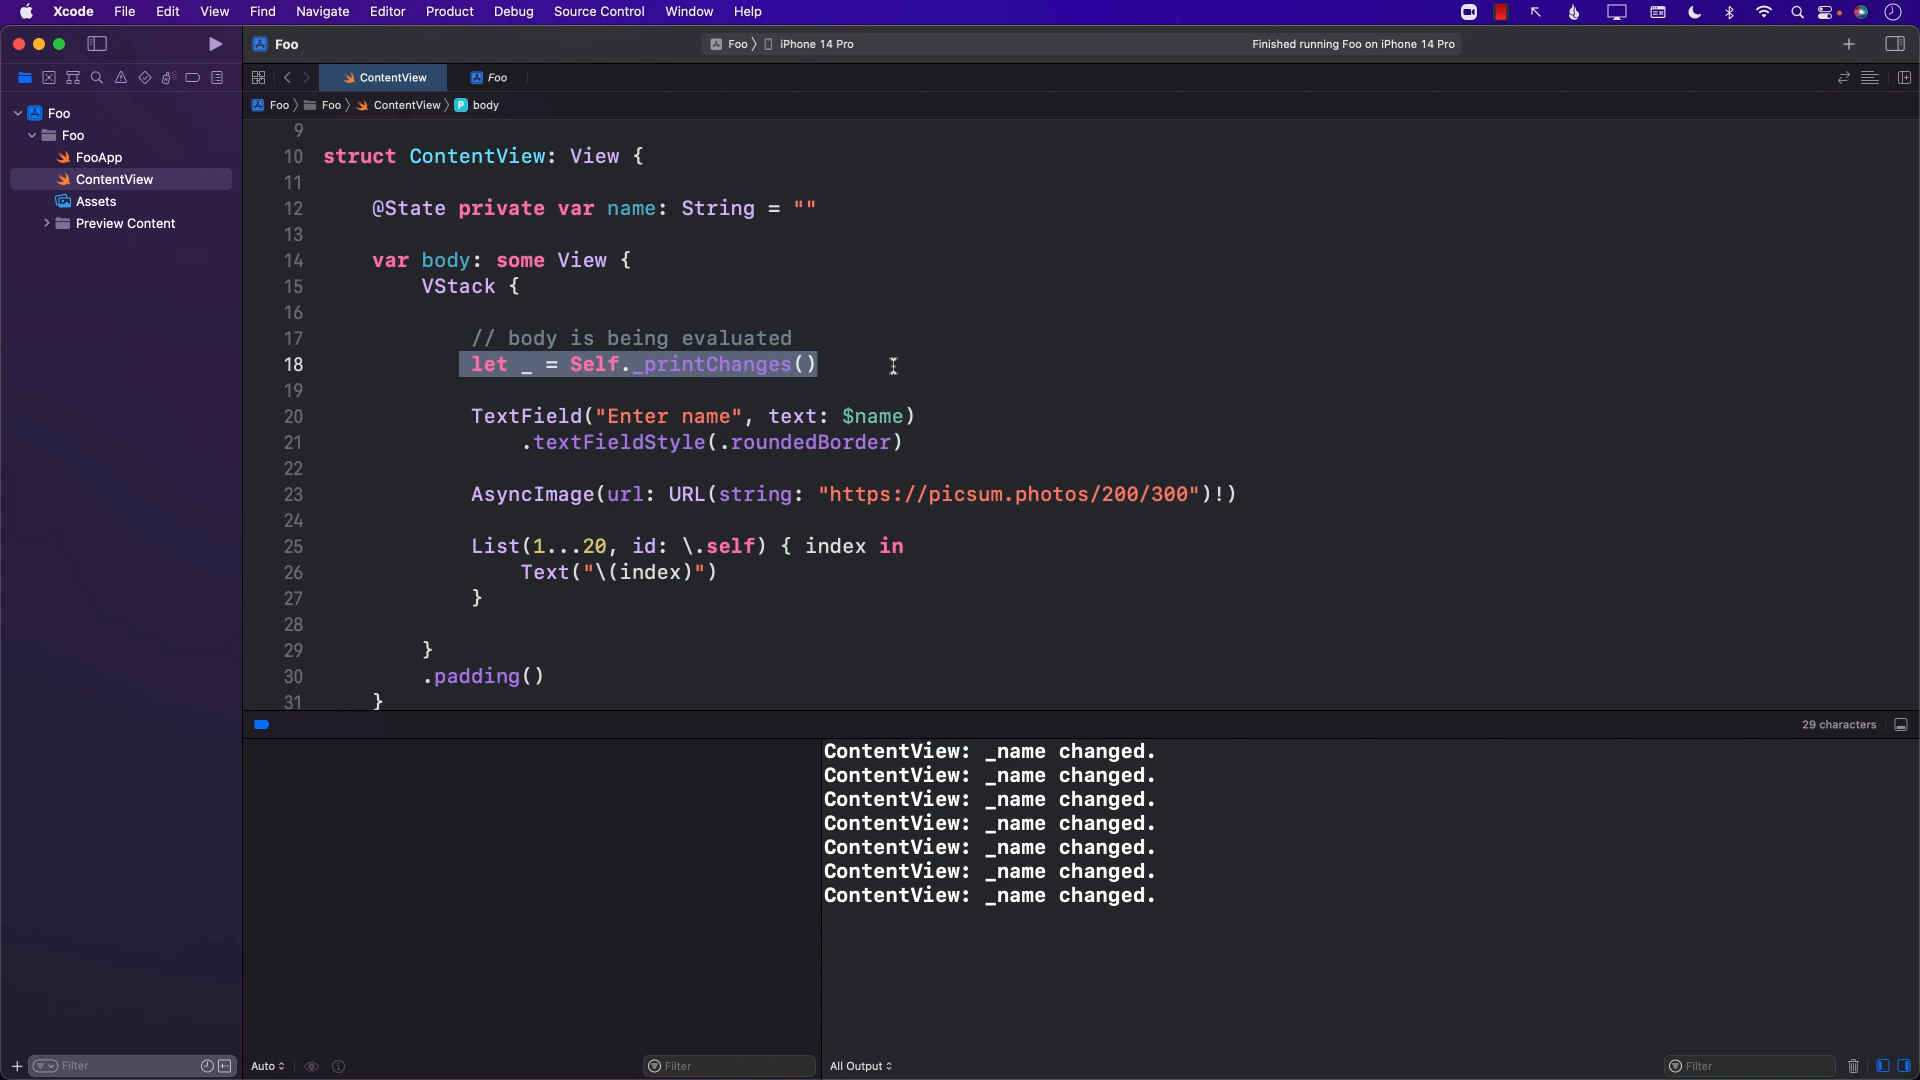 Xcode File Edit View Find Navigate Editor Product Debug Source Control Window Help
Foo
Foo iPhone 14 Pro
Finished running Foo on iPhone 14 Pro
ContentView
Foo
Foo Foo ContentView P body
Foo
Foo
FooApp
ContentView
Assets
Preview Content
9
10 struct ContentView: View {
11
12 @State private var name: String = ""
13
14 var body: some View {
15 VStack {
16
17 // body is being evaluated
18 let _ = Self._printChanges()
19
20 TextField("Enter name", text: $name)
21 .textFieldStyle(.roundedBorder)
22
23 AsyncImage(url: URL(string: "https://picsum.photos/200/300")!)
24
25 List(1...20, id: \.self) { index in
26 Text("\(index)")
27 }
28
29 }
30 .padding()
31 }
29 characters
ContentView: _name changed.
ContentView: _name changed.
ContentView: _name changed.
ContentView: _name changed.
ContentView: _name changed.
ContentView: _name changed.
ContentView: _name changed.
Filter
Auto
Filter
All Output
Filter